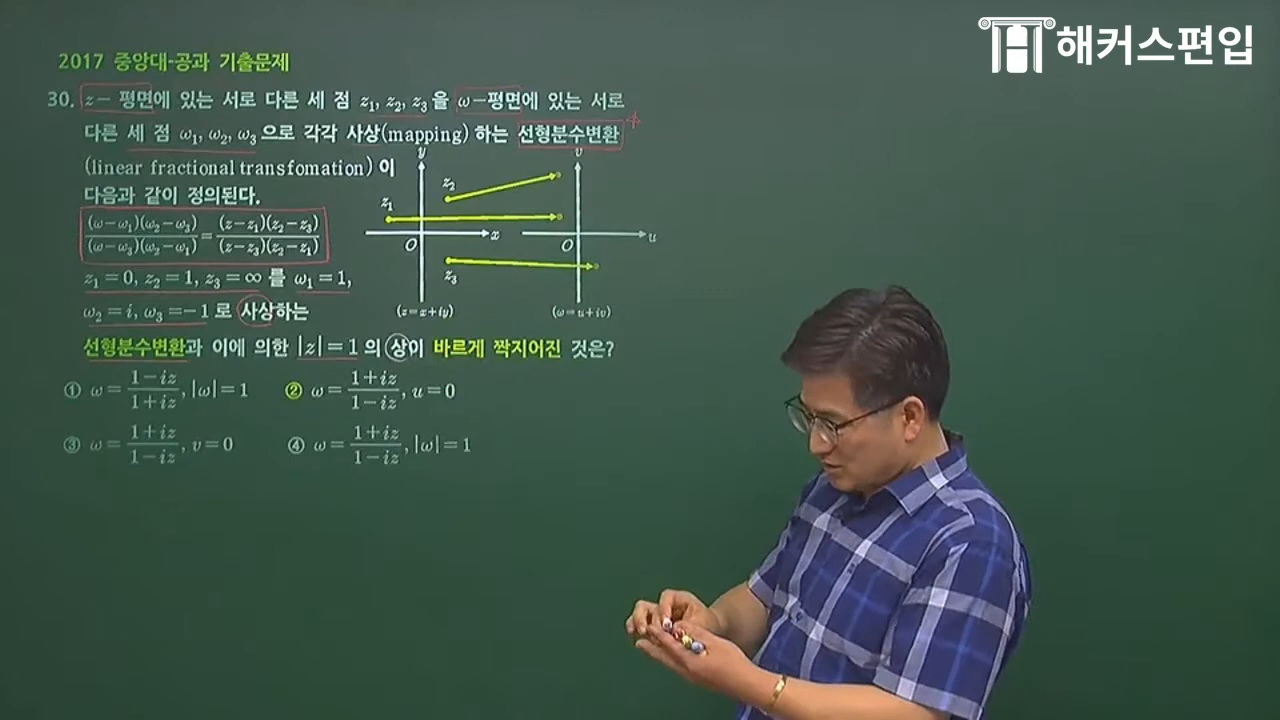 해커스편입
2017 중앙대-공과 기출문제
30. z- 평면에 있는 서로 다른 세 점 z₁, z₂, z₃을 ω-평면에 있는 서로
다른 세 점 ω₁, ω₂, ω₃으로 각각 사상(mapping) 하는 선형분수변환
(linear fractional transfomation) 이
다음과 같이 정의된다.
(ω-ω₁)(ω₂-ω₃)/(ω-ω₃)(ω₂-ω₁) = (z-z₁)(z₂-z₃)/(z-z₃)(z₂-z₁)
z₁=0, z₂=1, z₃=∞ 를 ω₁=1,
ω₂=i, ω₃=-1 로 사상하는
선형분수변환과 이에 의한 |z|=1 의 상이 바르게 짝지어진 것은?
y
z₁
z₂
z₃
O
x
(z=x+iy)
v
O
u
(ω=u+iv)
① ω = (1-iz)/(1+iz), |ω|=1
② ω = (1+iz)/(1-iz), u=0
③ ω = (1+iz)/(1-iz), v=0
④ ω = (1+iz)/(1-iz), |ω|=1